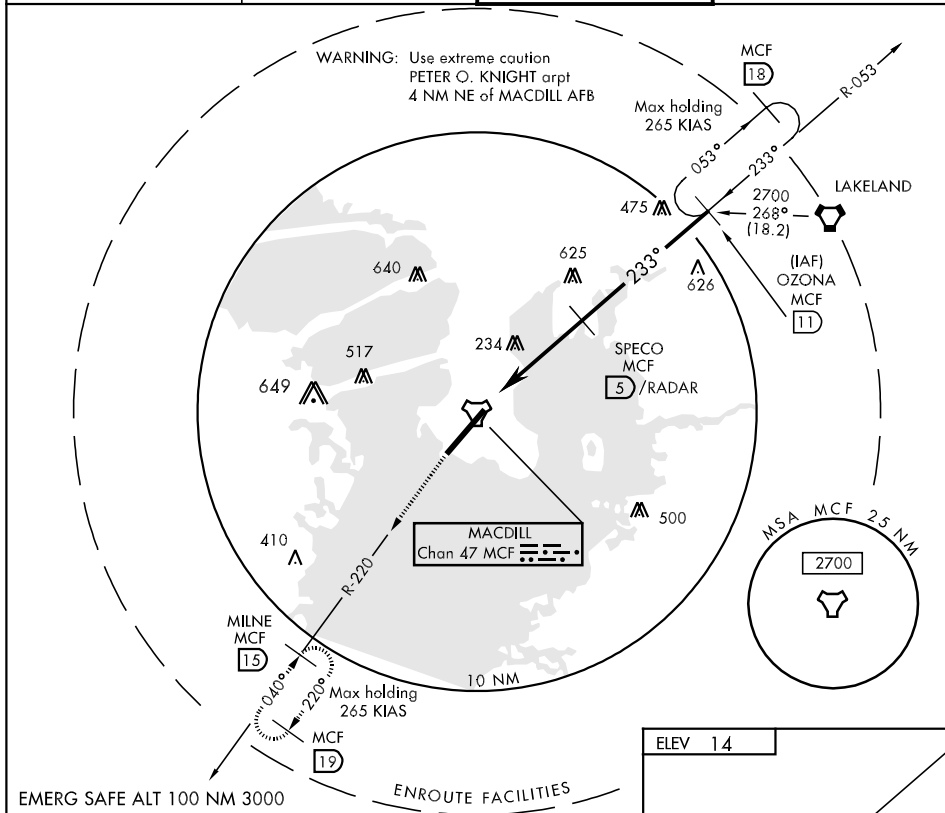 WARNING: Use extreme caution
PETER O. KNIGHT arpt
4 NM NE of MACDILL AFB
MCF
18
R-053
Max holding
265 KIAS
053°
233°
LAKELAND
2700
268°
(18.2)
475
(IAF)
OZONA
MCF
11
626
625
233°
640
234
SPECO
MCF
5 /RADAR
517
649
MACDILL
Chan 47 MCF
500
410
R-220
MSA MCF 25 NM
2700
MILNE
MCF
15
040°
220°
Max holding
265 KIAS
10 NM
MCF
19
ELEV 14
EMERG SAFE ALT 100 NM 3000
ENROUTE FACILITIES